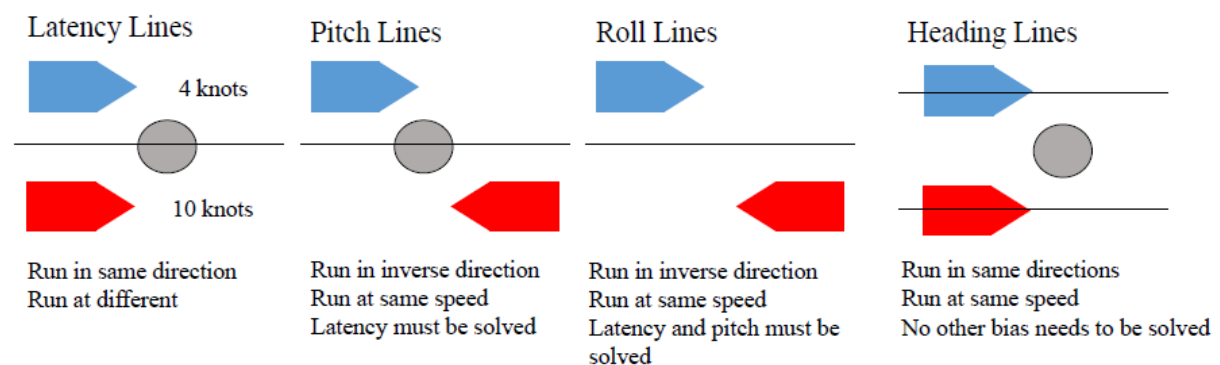 Latency Lines
4 knots
10 knots
Run in same direction
Run at different
Pitch Lines
Run in inverse direction
Run at same speed
Latency must be solved
Roll Lines
Run in inverse direction
Run at same speed
Latency and pitch must be
solved
Heading Lines
Run in same directions
Run at same speed
No other bias needs to be solved